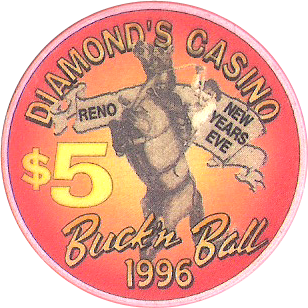 DIAMOND'S CASINO
RENO
NEW
YEARS
EVE
$5
Buck'n Ball
1996